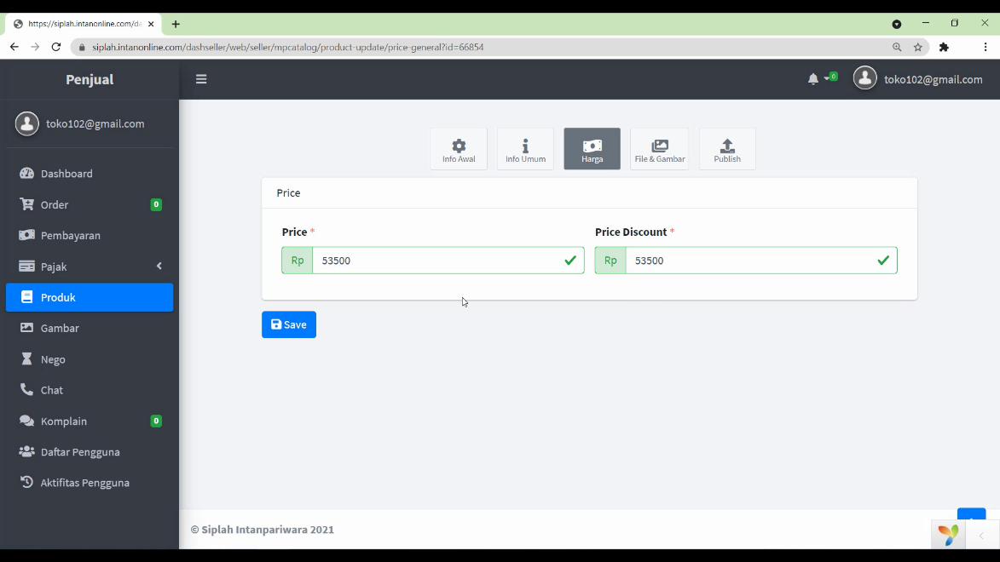 https://siplah.intanonline.com/da
siplah.intanonline.com/dashseller/web/seller/mpcatalog/product-update/price-general?id=66854
Penjual
0
toko102@gmail.com
toko102@gmail.com
Dashboard
Order 0
Pembayaran
Pajak
Produk
Gambar
Nego
Chat
Komplain 0
Daftar Pengguna
Aktifitas Pengguna
Info Awal
Info Umum
Harga
File & Gambar
Publish
Price
Price *
Price Discount *
Rp 53500
Rp 53500
Save
© Siplah Intanpariwara 2021